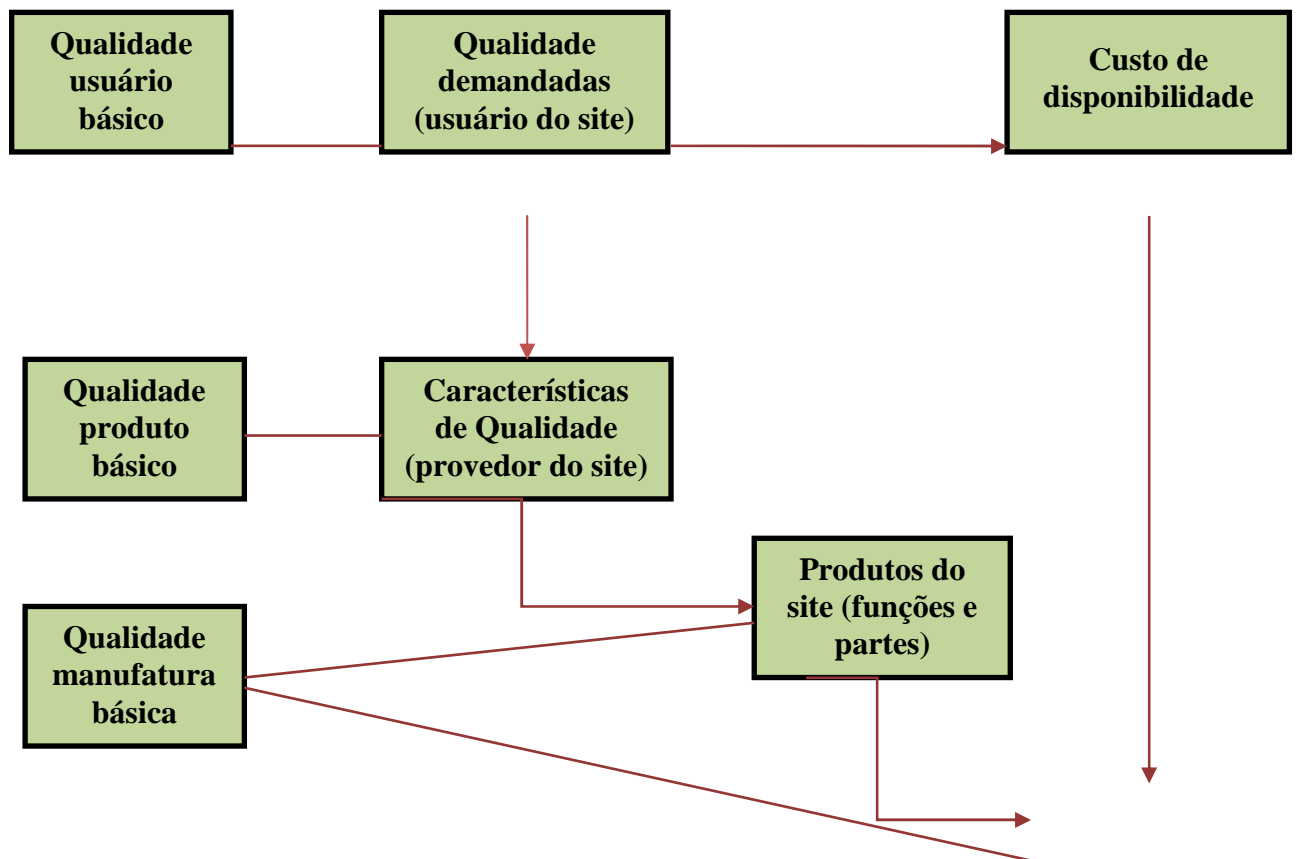 Qualidade
usuário
básico
Qualidade
demandadas
(usuário do site)
Custo de
disponibilidade
Qualidade
produto
básico
Características
de Qualidade
(provedor do site)
Produtos do
site (funções e
partes)
Qualidade
manufatura
básica